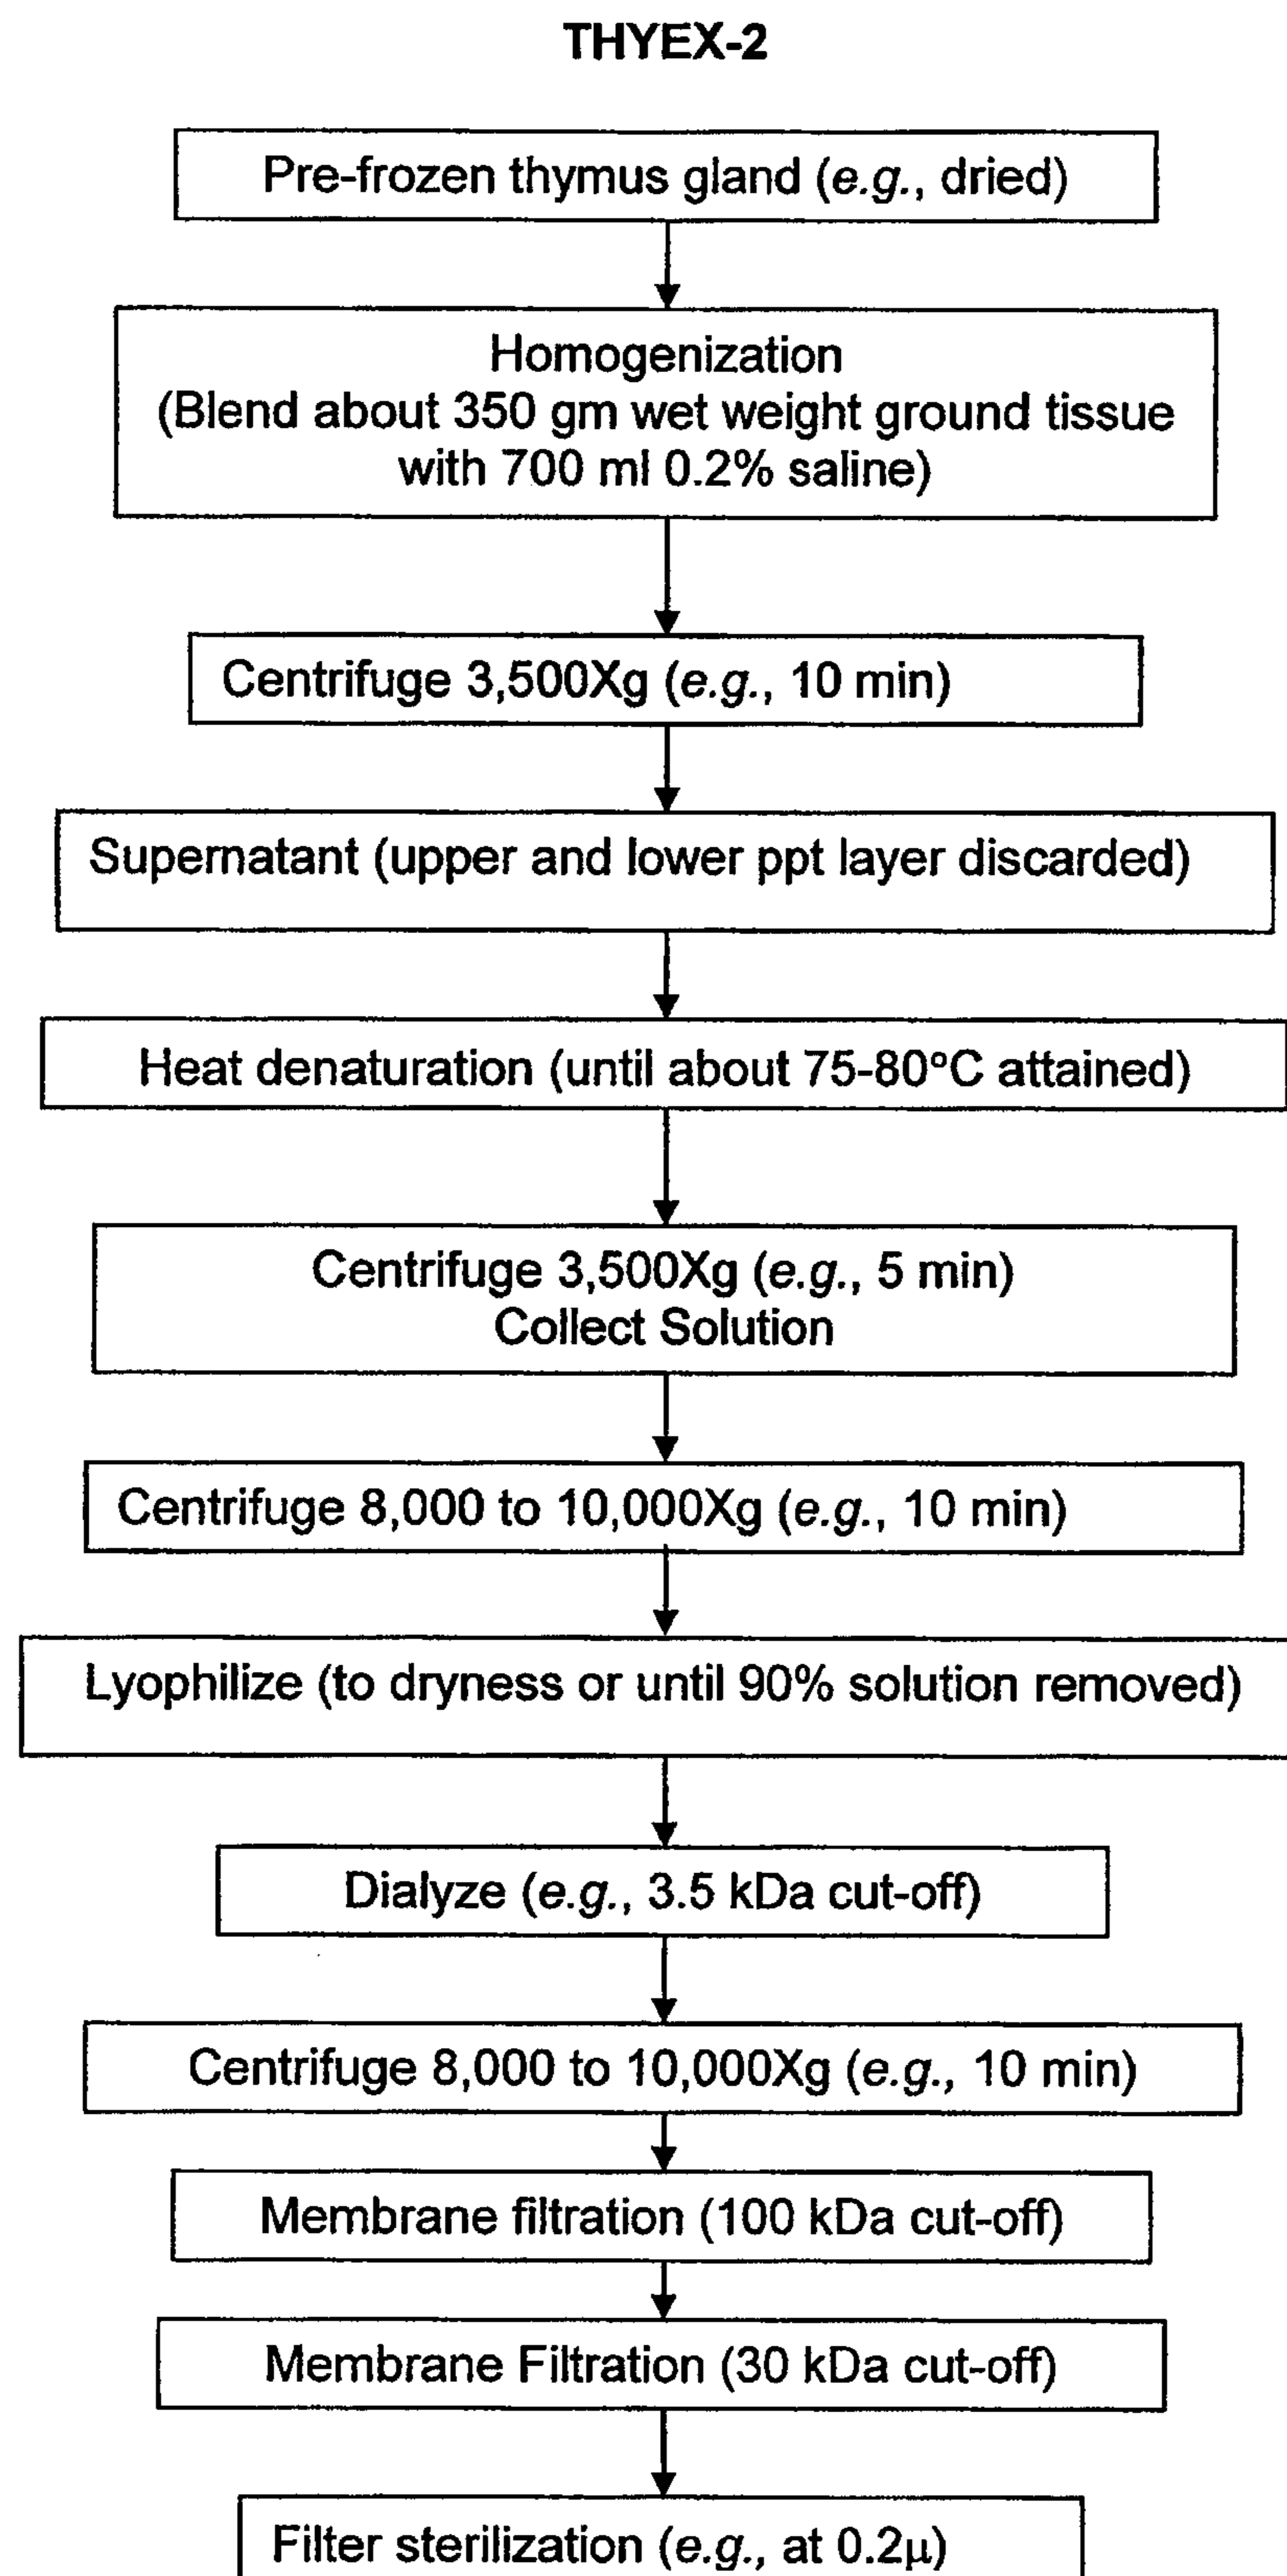 THYEX-2
Pre-frozen thymus gland (e.g., dried)
Homogenization
(Blend about 350 gm wet weight ground tissue
with 700 ml 0.2% saline)
Centrifuge 3,500Xg (e.g., 10 min)
Supernatant (upper and lower ppt layer discarded)
Heat denaturation (until about 75-80°C attained)
Centrifuge 3,500Xg (e.g., 5 min)
Collect Solution
Centrifuge 8,000 to 10,000Xg (e.g., 10 min)
Lyophilize (to dryness or until 90% solution removed)
Dialyze (e.g., 3.5 kDa cut-off)
Centrifuge 8,000 to 10,000Xg (e.g., 10 min)
Membrane filtration (100 kDa cut-off)
Membrane Filtration (30 kDa cut-off)
Filter sterilization (e.g., at 0.2μ)